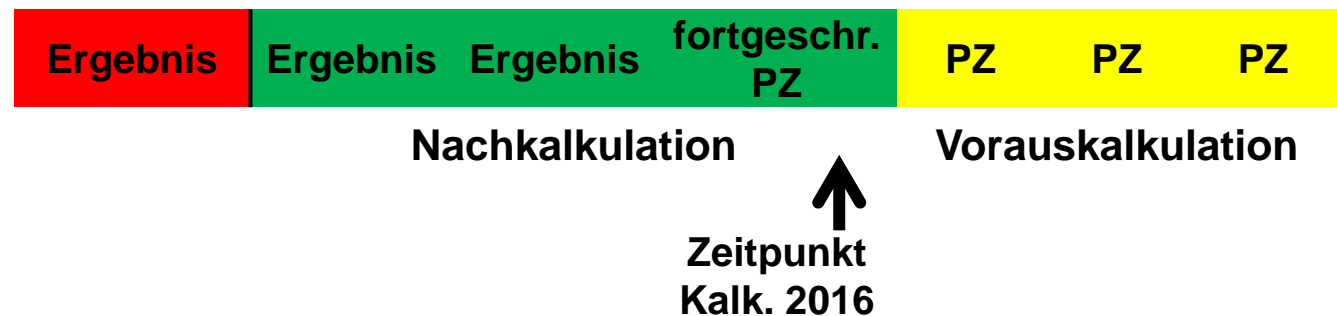 Ergebnis Ergebnis Ergebnis fortgeschr. PZ PZ PZ PZ
Nachkalkulation Vorauskalkulation
Zeitpunkt
Kalk. 2016